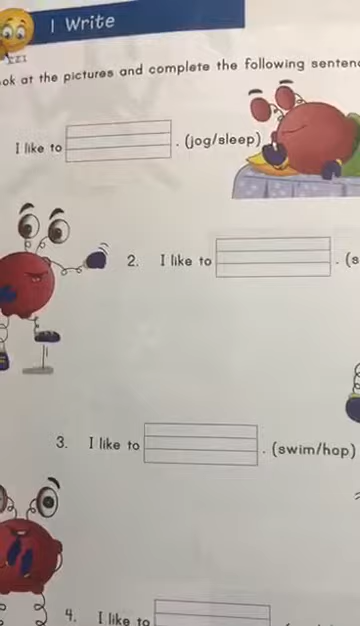 I Write
ok at the pictures and complete the following senten
I like to . (jog/sleep)
2. I like to . (s
3. I like to . (swim/hop)
4. I like to